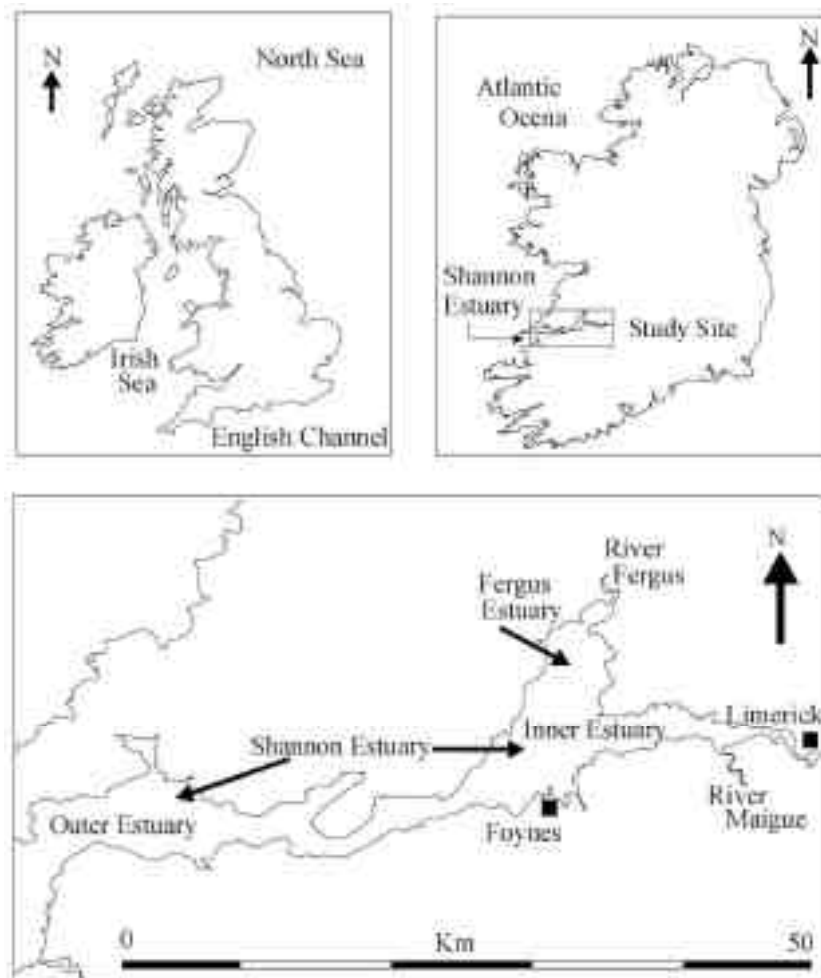 N
North Sea
Irish
Sea
English Channel
N
Atlantic
Ocena
Shannon
Estuary
Study Site
N
River
Fergus
Fergus
Estuary
Shannon Estuary
Inner Estuary
Limerick
Outer Estuary
Foynes
River
Maigue
0
Km
50